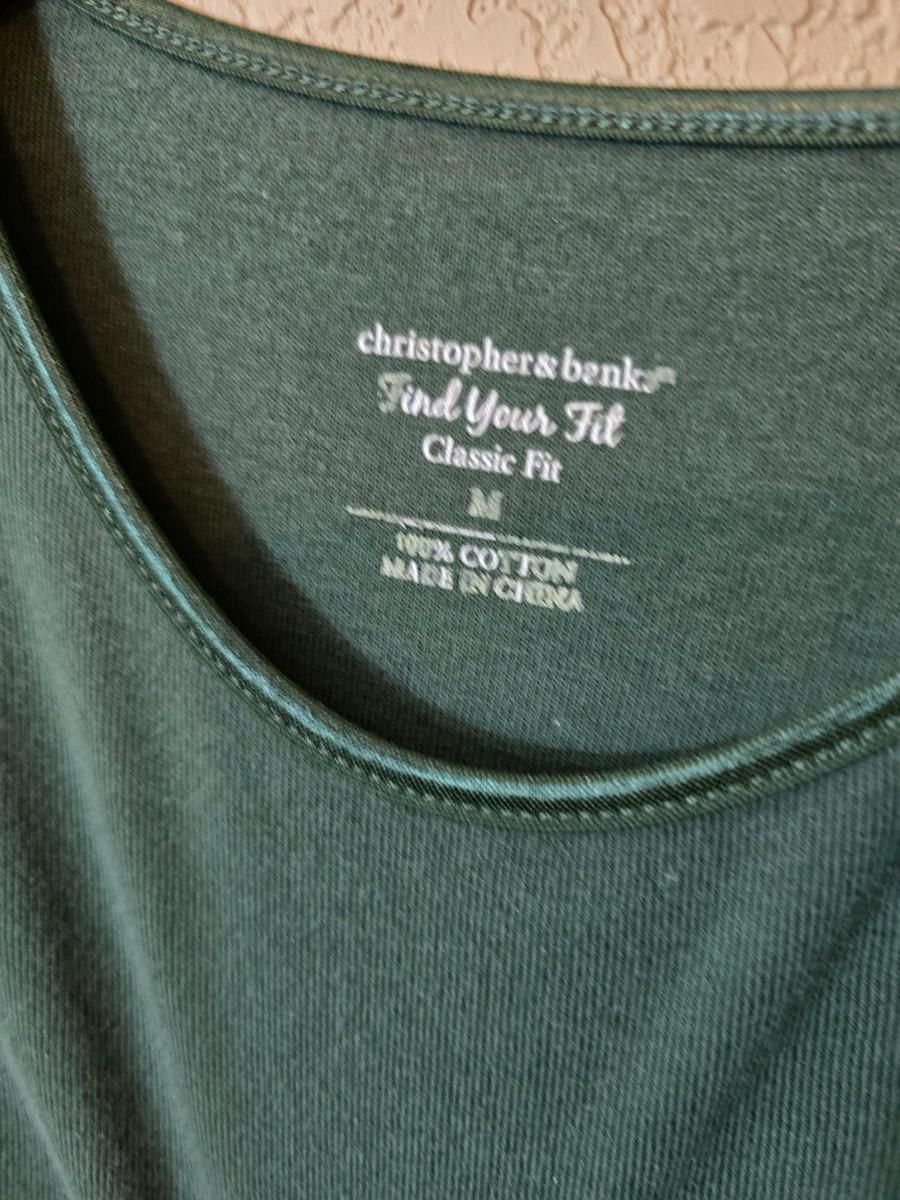 christopher & banks
Find Your Fit
Classic Fit
M
100% COTTON
MADE IN CHINA